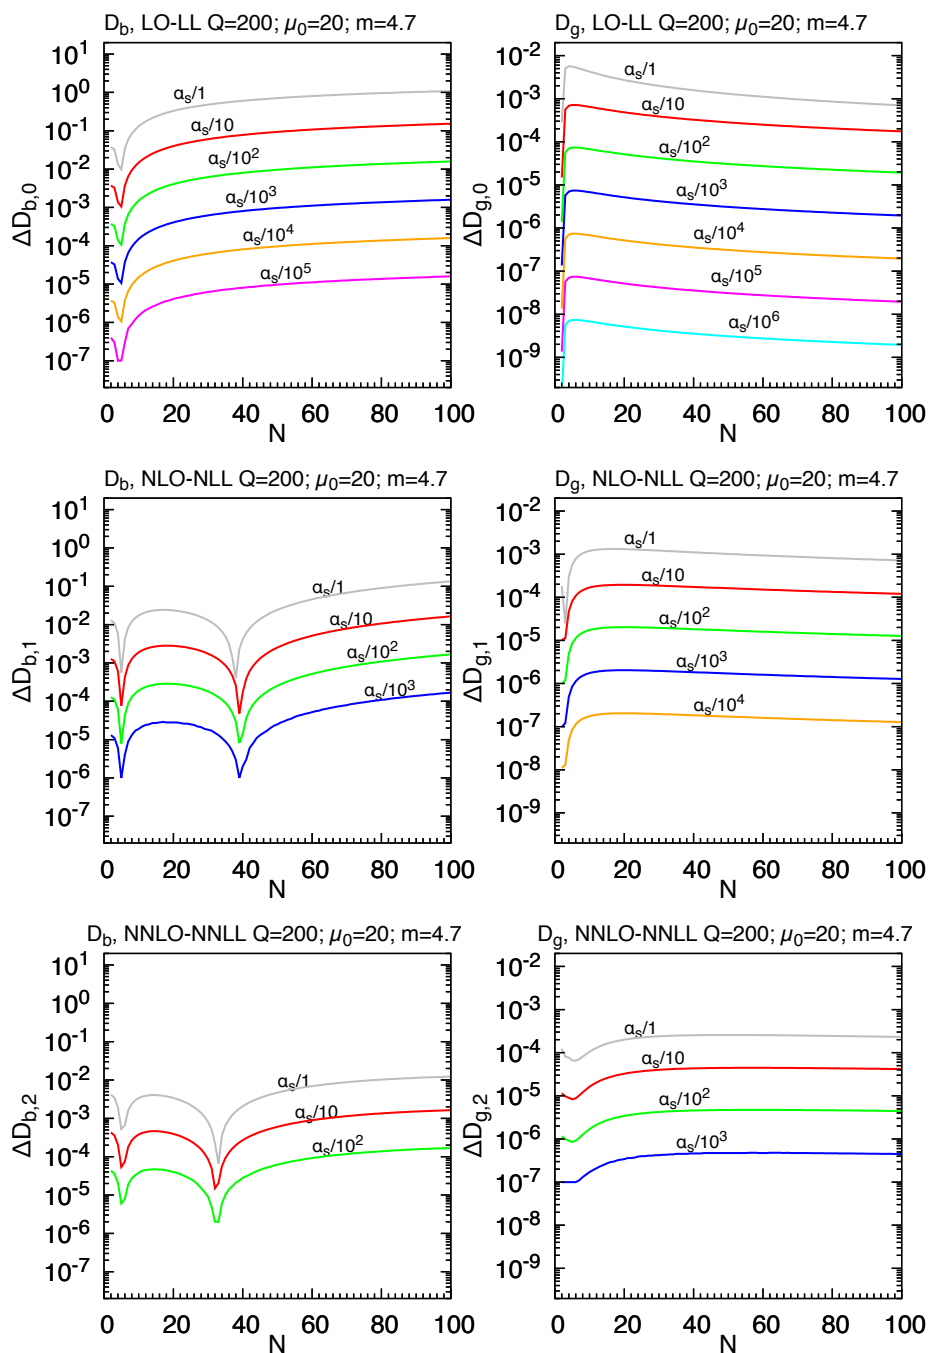 D_b, LO-LL Q=200; μ_0=20; m=4.7
10^1
10^0
10^-1
10^-2
10^-3
10^-4
10^-5
10^-6
10^-7
ΔD_b,0
α_s/1
α_s/10
α_s/10^2
α_s/10^3
α_s/10^4
α_s/10^5
0 20 40 60 80 100
N
D_g, LO-LL Q=200; μ_0=20; m=4.7
10^-2
10^-3
10^-4
10^-5
10^-6
10^-7
10^-8
10^-9
ΔD_g,0
α_s/1
α_s/10
α_s/10^2
α_s/10^3
α_s/10^4
α_s/10^5
α_s/10^6
0 20 40 60 80 100
N
D_b, NLO-NLL Q=200; μ_0=20; m=4.7
10^1
10^0
10^-1
10^-2
10^-3
10^-4
10^-5
10^-6
10^-7
ΔD_b,1
α_s/1
α_s/10
α_s/10^2
α_s/10^3
0 20 40 60 80 100
N
D_g, NLO-NLL Q=200; μ_0=20; m=4.7
10^-2
10^-3
10^-4
10^-5
10^-6
10^-7
10^-8
10^-9
ΔD_g,1
α_s/1
α_s/10
α_s/10^2
α_s/10^3
α_s/10^4
0 20 40 60 80 100
N
D_b, NNLO-NNLL Q=200; μ_0=20; m=4.7
10^1
10^0
10^-1
10^-2
10^-3
10^-4
10^-5
10^-6
10^-7
ΔD_b,2
α_s/1
α_s/10
α_s/10^2
0 20 40 60 80 100
N
D_g, NNLO-NNLL Q=200; μ_0=20; m=4.7
10^-2
10^-3
10^-4
10^-5
10^-6
10^-7
10^-8
10^-9
ΔD_g,2
α_s/1
α_s/10
α_s/10^2
α_s/10^3
0 20 40 60 80 100
N